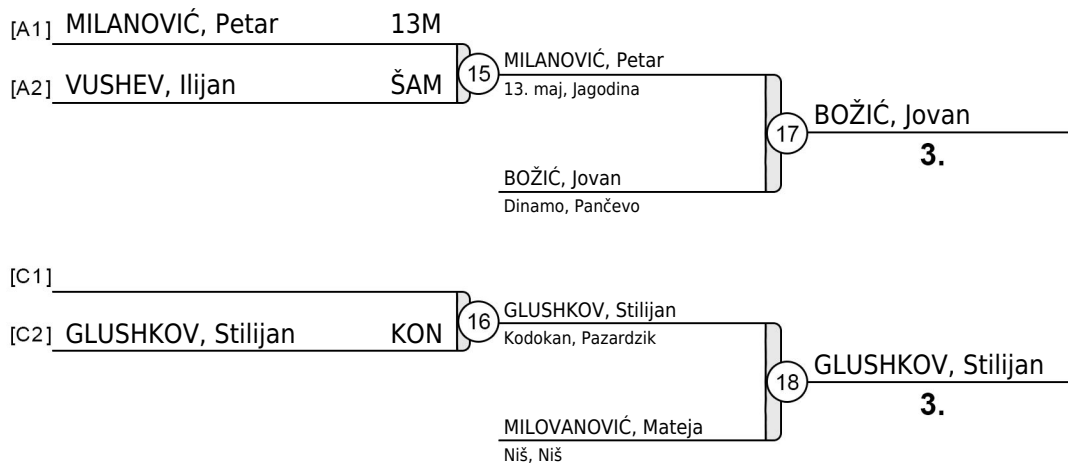 [A1] MILANOVIĆ, Petar 13M
[A2] VUSHEV, Ilijan ŠAM
15
MILANOVIĆ, Petar
13. maj, Jagodina
17
BOŽIĆ, Jovan
3.
BOŽIĆ, Jovan
Dinamo, Pančevo
[C1]
[C2] GLUSHKOV, Stilijan KON
16
GLUSHKOV, Stilijan
Kodokan, Pazardzik
18
GLUSHKOV, Stilijan
3.
MILOVANOVIĆ, Mateja
Niš, Niš